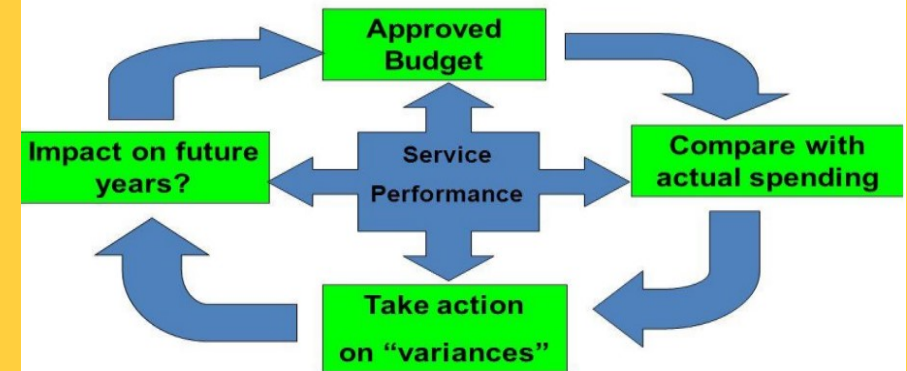 Approved
Budget
Impact on future
years?
Service
Performance
Compare with
actual spending
Take action
on “variances”